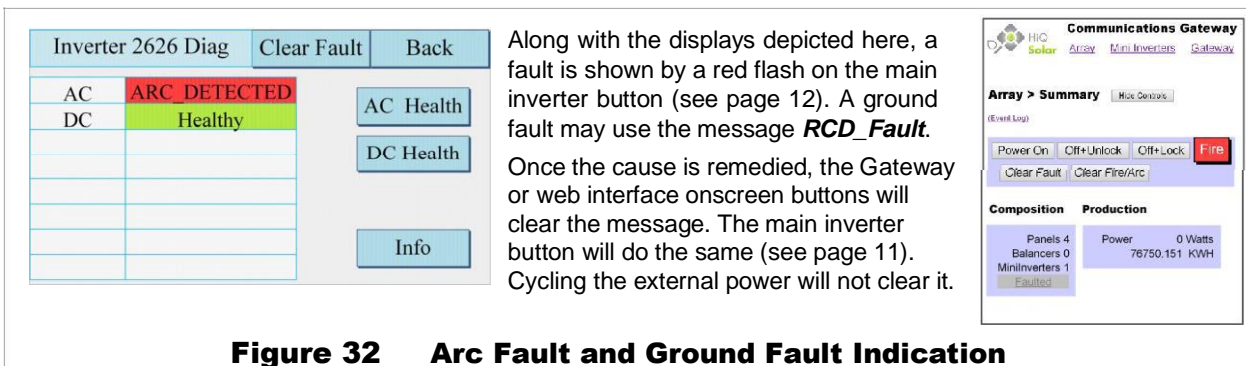 Inverter 2626 Diag Clear Fault Back
AC ARC_DETECTED
DC Healthy
AC Health
DC Health
Info
Along with the displays depicted here, a
fault is shown by a red flash on the main
inverter button (see page 12). A ground
fault may use the message RCD_Fault.
Once the cause is remedied, the Gateway
or web interface onscreen buttons will
clear the message. The main inverter
button will do the same (see page 11).
Cycling the external power will not clear it.
HiQ
Solar
Communications Gateway
Array Mini Inverters Gateway
Array > Summary Hide Controls
(Event Log)
Power On Off+Unlock Off+Lock Fire
Clear Fault Clear Fire/Arc
Composition Production
Panels 4 Power 0 Watts
Balancers 0 76750.151 KWH
MiniInverters 1
Faulted
Figure 32 Arc Fault and Ground Fault Indication